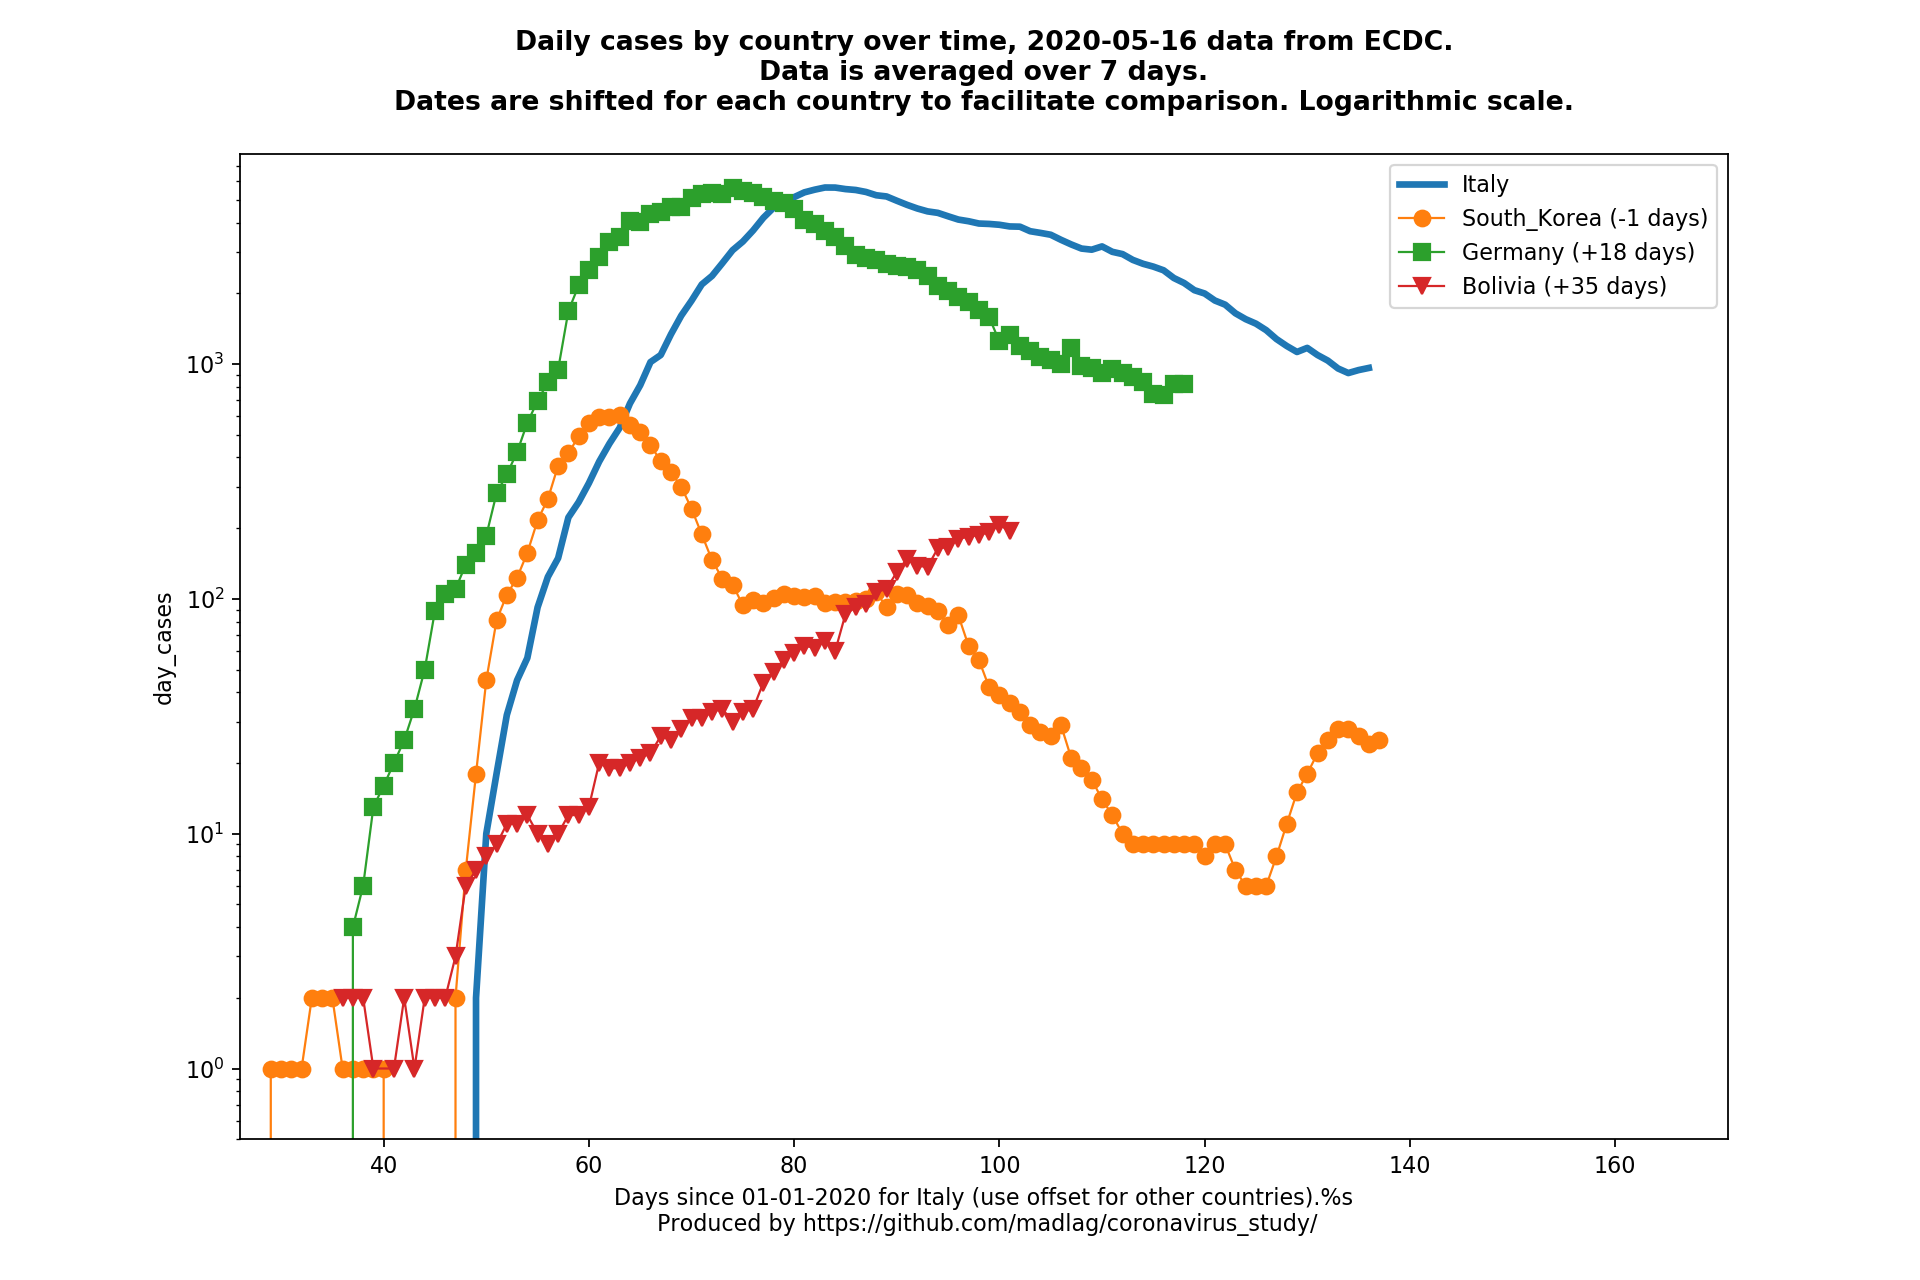 Daily cases by country over time, 2020-05-16 data from ECDC.
Data is averaged over 7 days.
Dates are shifted for each country to facilitate comparison. Logarithmic scale.
Italy
South_Korea (-1 days)
Germany (+18 days)
Bolivia (+35 days)
day_cases
10³
10²
10¹
10⁰
40 60 80 100 120 140 160
Days since 01-01-2020 for Italy (use offset for other countries).%s
Produced by https://github.com/madlag/coronavirus_study/